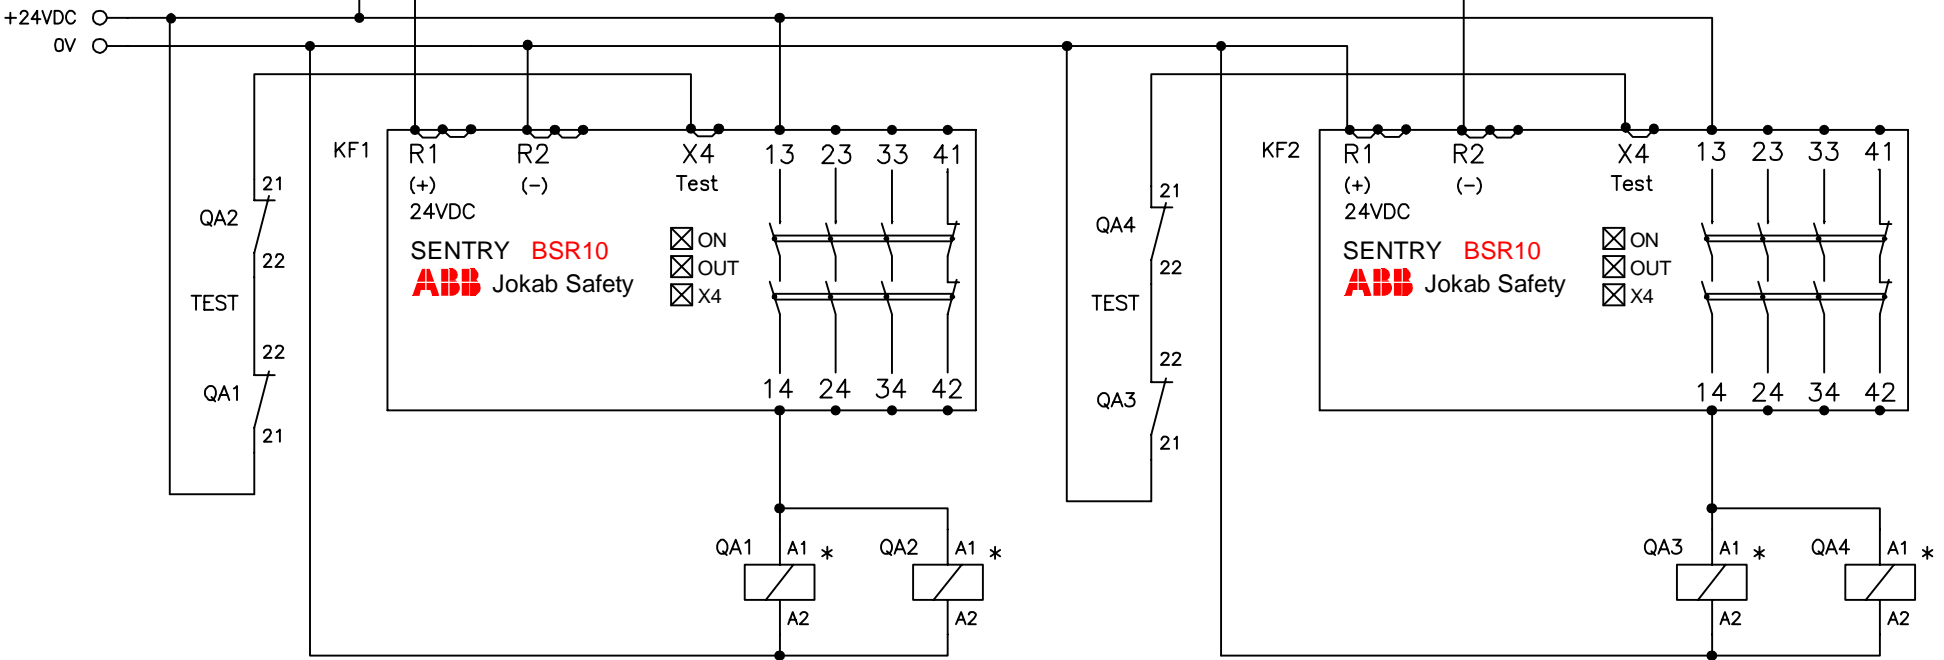 +24VDC
0V
KF1
R1 R2 X4 13 23 33 41
(+) (-) Test
24VDC
SENTRY BSR10
ABB Jokab Safety
ON
OUT
X4
14 24 34 42
21
QA2
22
TEST
22
QA1
21
QA1 A1 * QA2 A1 *
A2 A2
KF2
R1 R2 X4 13 23 33 41
(+) (-) Test
24VDC
SENTRY BSR10
ABB Jokab Safety
ON
OUT
X4
14 24 34 42
21
QA4
22
TEST
22
QA3
21
QA3 A1 * QA4 A1 *
A2 A2